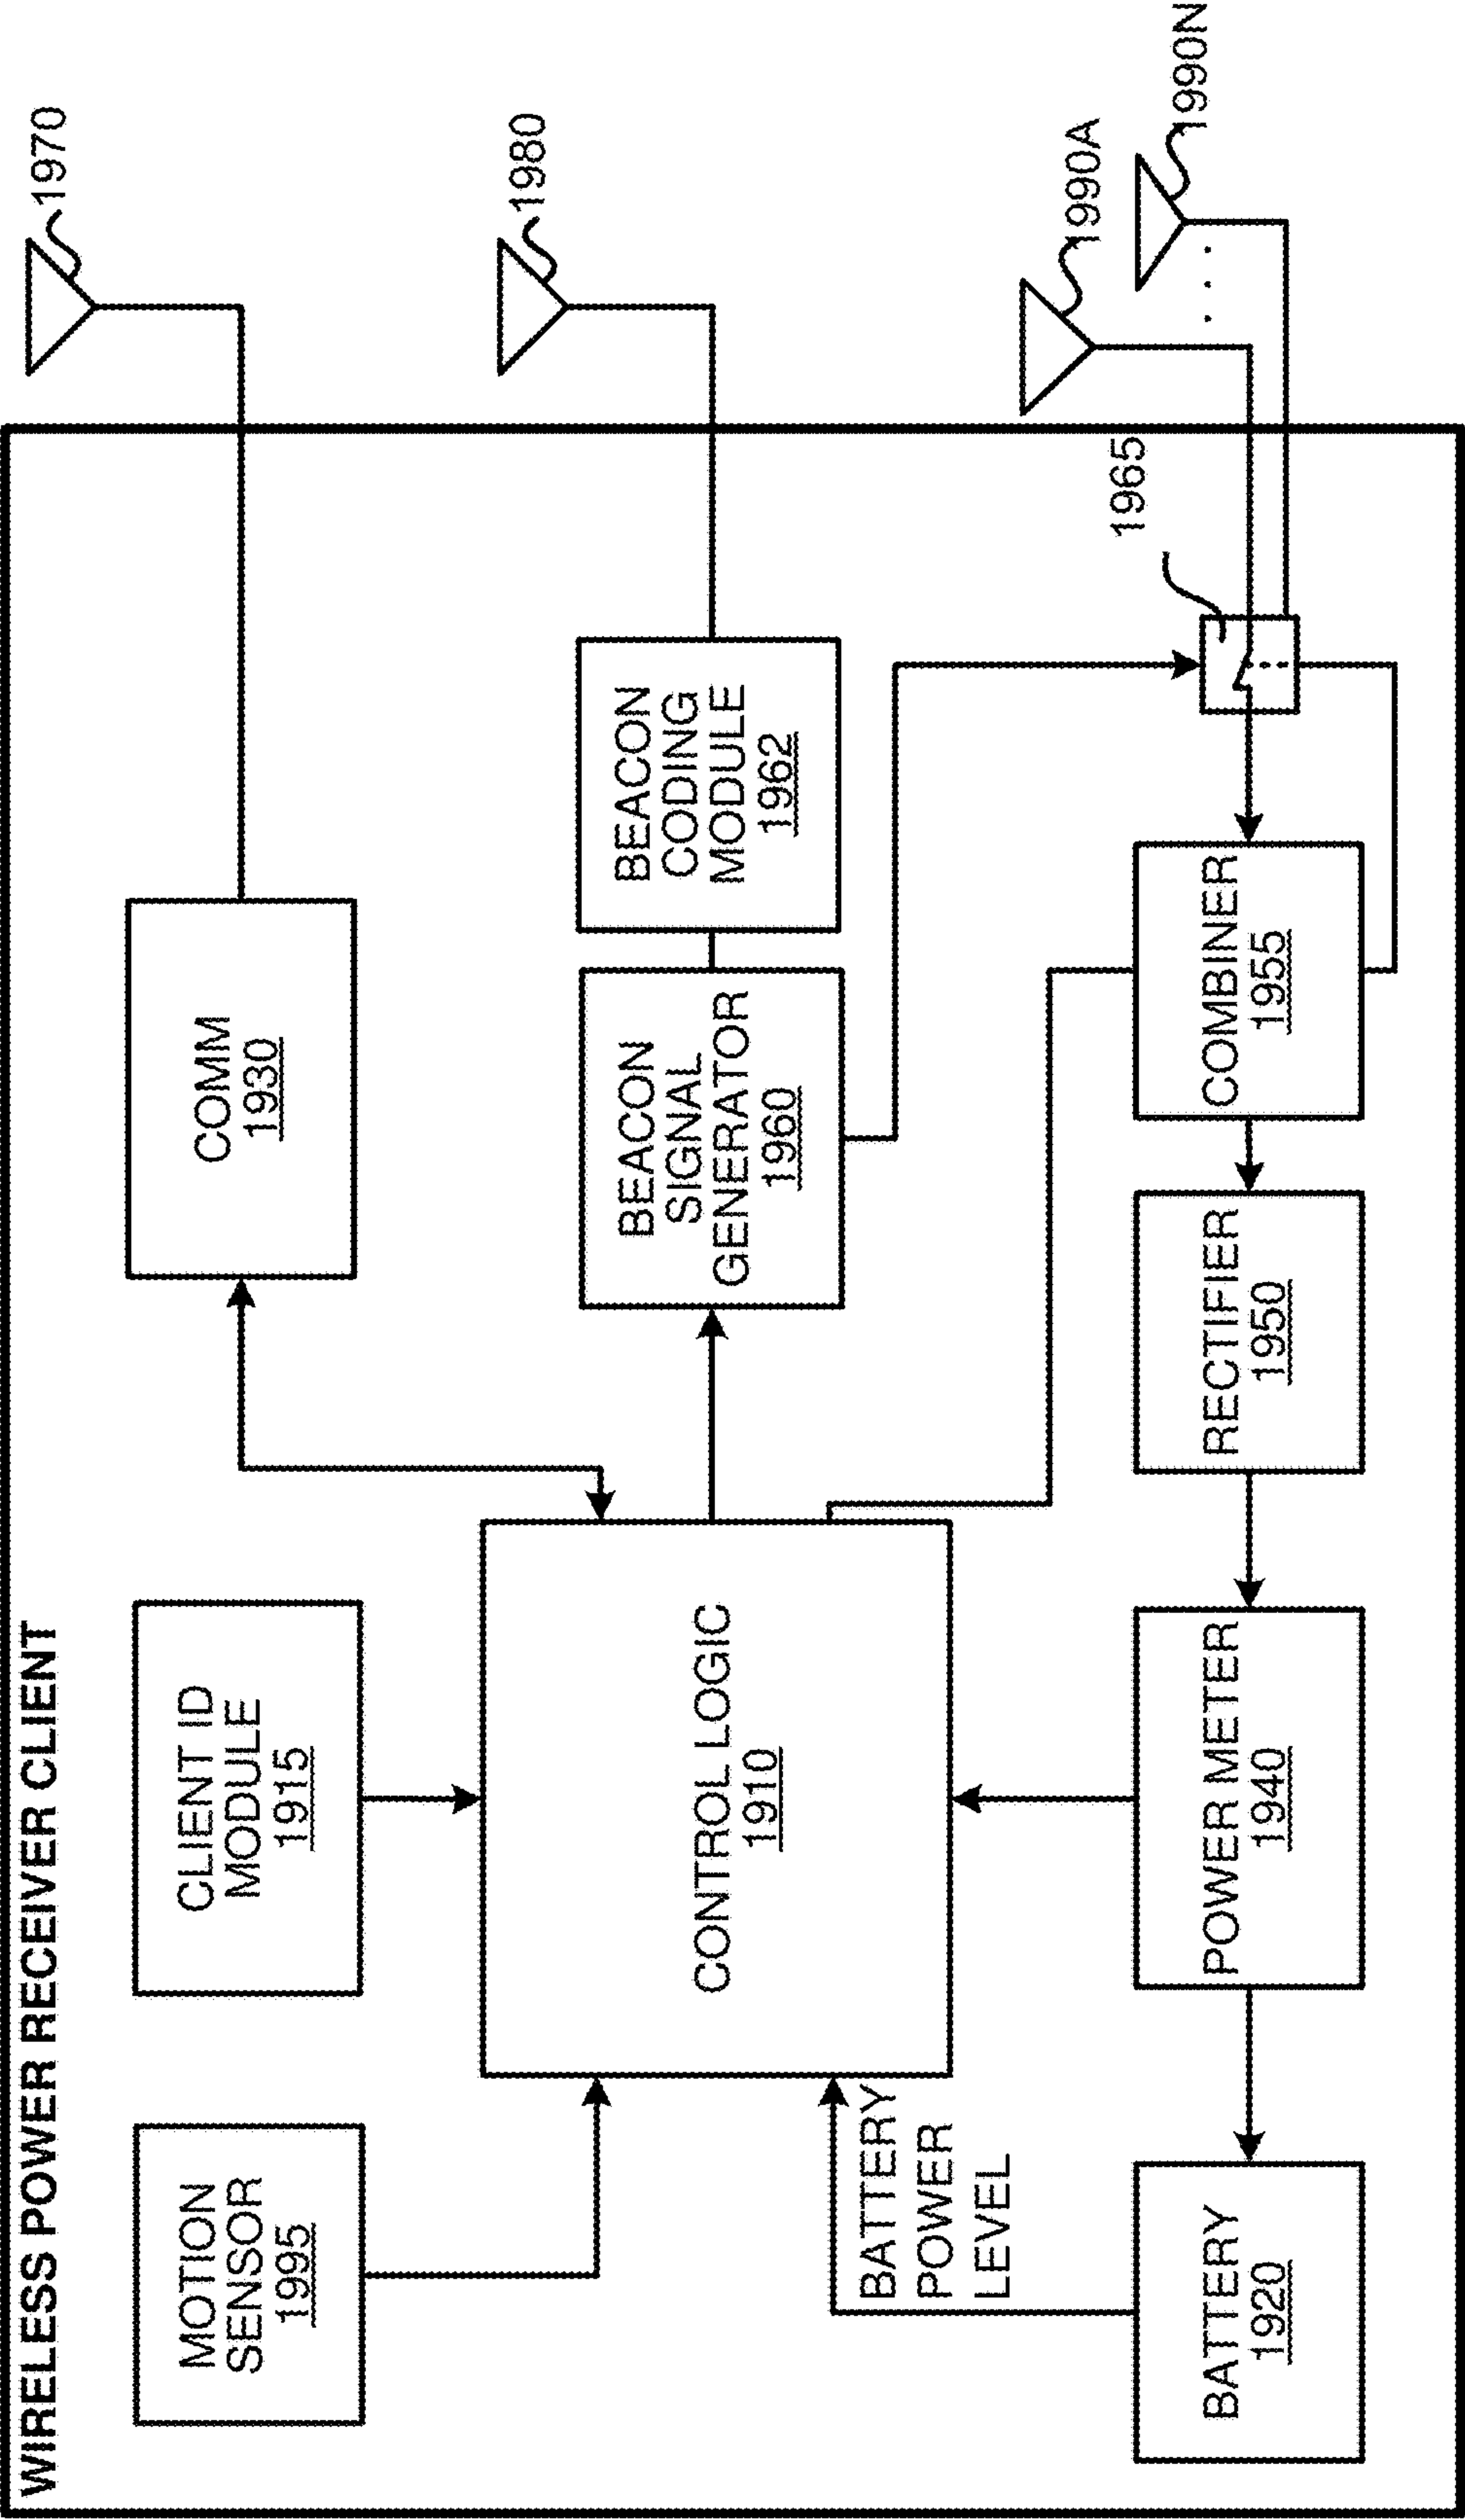 WIRELESS POWER RECEIVER CLIENT
MOTION
SENSOR
1995
CLIENT ID
MODULE
1915
COMM
1930
1970
CONTROL LOGIC
1910
BEACON
SIGNAL
GENERATOR
1960
BEACON
CODING
MODULE
1962
1980
BATTERY
POWER
LEVEL
BATTERY
1920
POWER METER
1940
RECTIFIER
1950
COMBINER
1955
1965
1990A
. . .
1990N